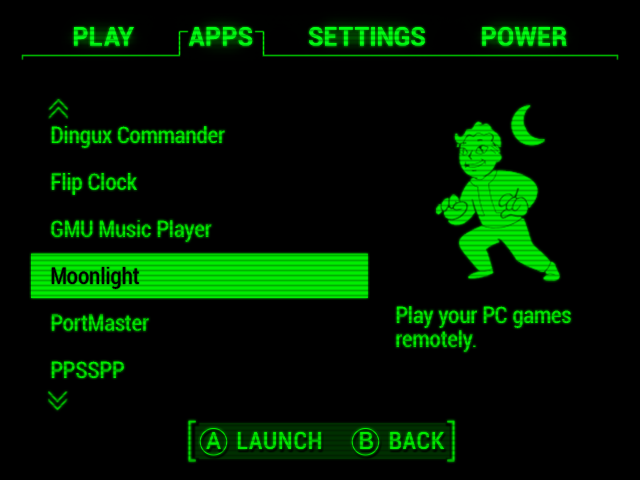 PLAY APPS SETTINGS POWER
Dingux Commander
Flip Clock
GMU Music Player
Moonlight
PortMaster
PPSSPP
Play your PC games
remotely.
A LAUNCH B BACK